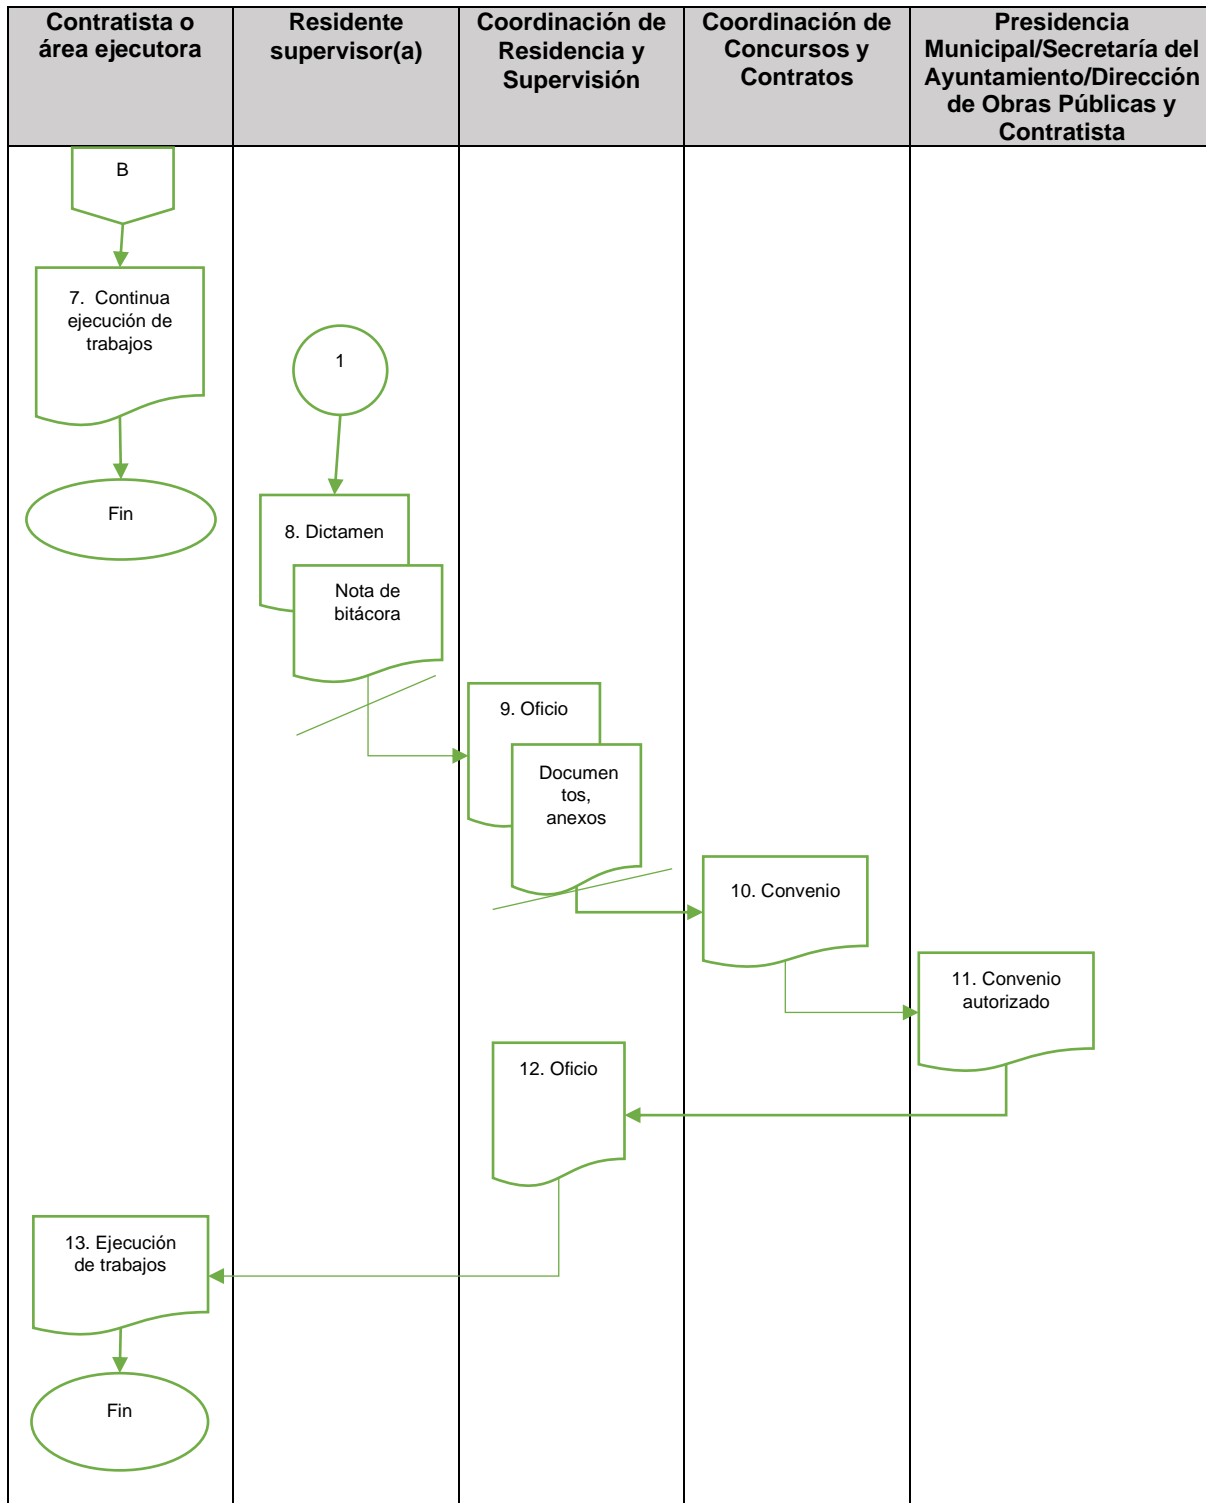 Contratista o
área ejecutora
Residente
supervisor(a)
Coordinación de
Residencia y
Supervisión
Coordinación de
Concursos y
Contratos
Presidencia
Municipal/Secretaría del
Ayuntamiento/Dirección
de Obras Públicas y
Contratista
B
7. Continua
ejecución de
trabajos
1
Fin
8. Dictamen
Nota de
bitácora
9. Oficio
Documen
tos,
anexos
10. Convenio
11. Convenio
autorizado
12. Oficio
13. Ejecución
de trabajos
Fin